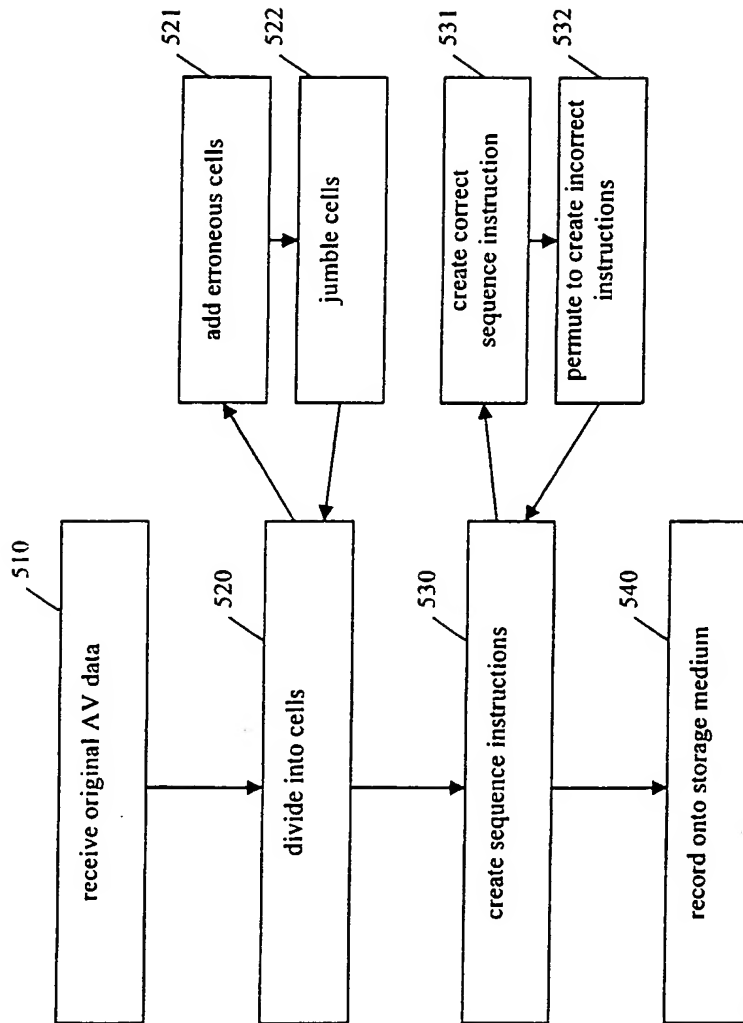 510
receive original AV data
520
divide into cells
521
add erroneous cells
522
jumble cells
530
create sequence instructions
531
create correct
sequence instruction
532
permute to create incorrect
instructions
540
record onto storage medium